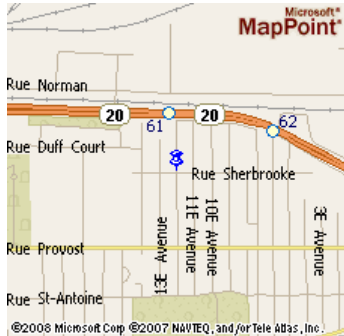 Microsoft®
MapPoint®
Rue Norman
20
20
61
62
Rue Duff Court
Rue Sherbrooke
13E Avenue
11E Avenue
10E Avenue
3E Avenue
Rue Provost
Rue St-Antoine
©2008 Microsoft Corp ©2007 NAVTEQ, and/or Tele Atlas, Inc.